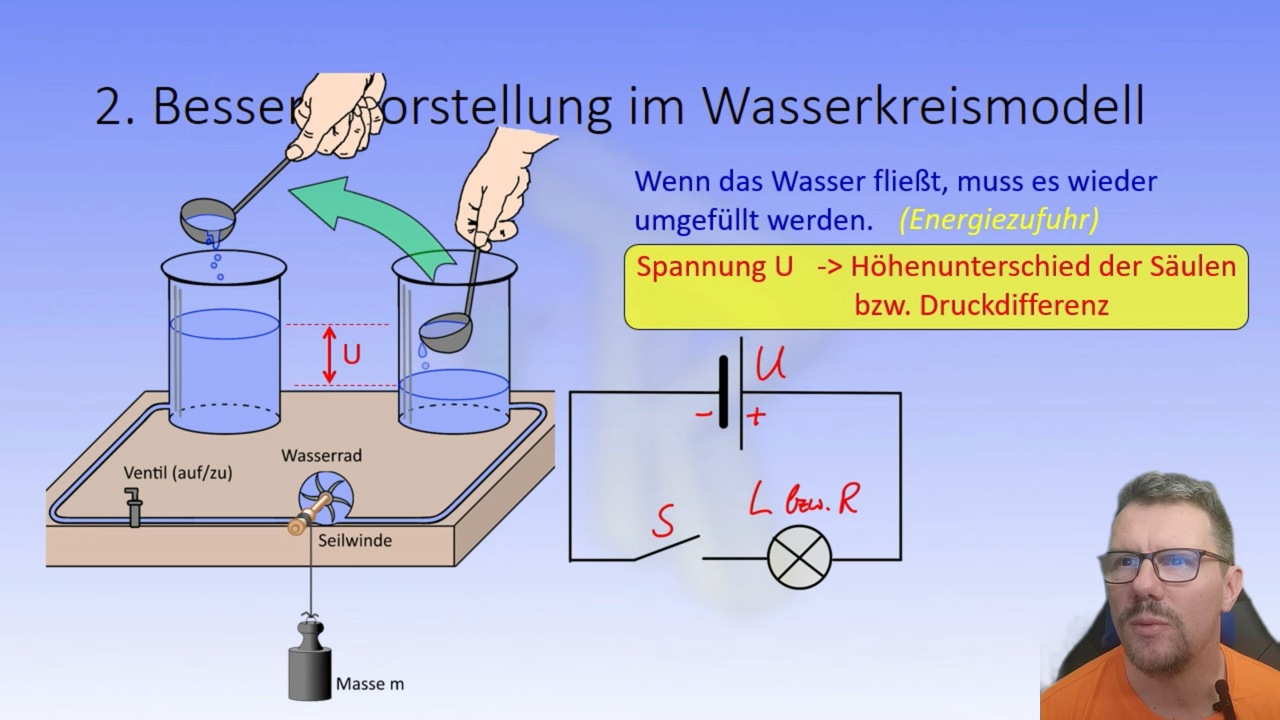 2. Besser orstellung im Wasserkreismodell
Wenn das Wasser fließt, muss es wieder
umgefüllt werden. (Energiezufuhr)
Spannung U -> Höhenunterschied der Säulen
bzw. Druckdifferenz
U
U
- +
Wasserrad
Ventil (auf/zu)
Seilwinde
S
L bzw. R
Masse m